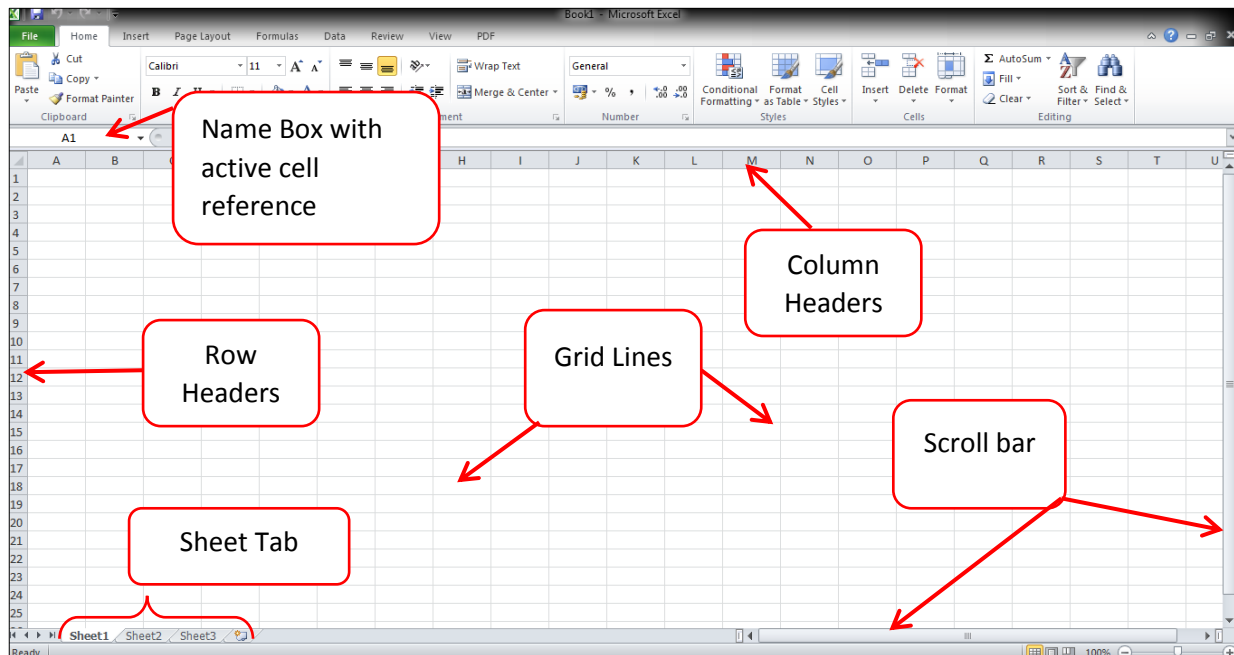 Book1 - Microsoft Excel
File Home Insert Page Layout Formulas Data Review View PDF
Cut
Copy
Format Painter
Paste
Clipboard
Calibri 11
B I
Wrap Text
Merge & Center
General
% ,
Number
Conditional Formatting
Format as Table
Cell Styles
Styles
Insert Delete Format
Cells
Σ AutoSum
Fill
Clear
Sort & Filter
Find & Select
Editing
A1
Name Box with
active cell
reference
A B H I J K L M N O P Q R S T U
1
2
3
4
5
6
7
8
9
10
11
12
13
14
15
16
17
18
19
20
21
22
23
24
25
Column
Headers
Row
Headers
Grid Lines
Scroll bar
Sheet Tab
Sheet1 Sheet2 Sheet3
Ready 100%